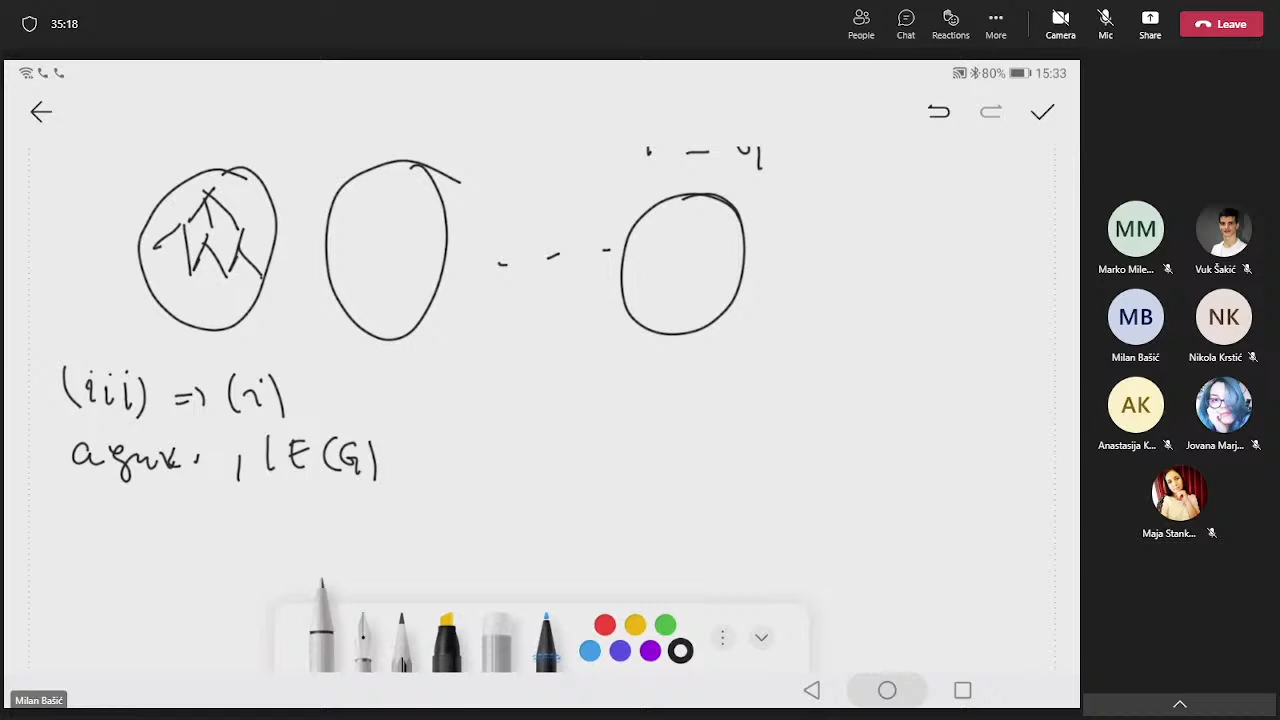 35:18
People
Chat
Reactions
More
Camera
Mic
Share
Leave
80% 15:33
(iii) => (i)
, |E(G)
MM
Marko Mile...
Vuk Šakić
MB
Milan Bašić
NK
Nikola Krstić
AK
Anastasija K...
Jovana Marj...
Maja Stank...
Milan Bašić